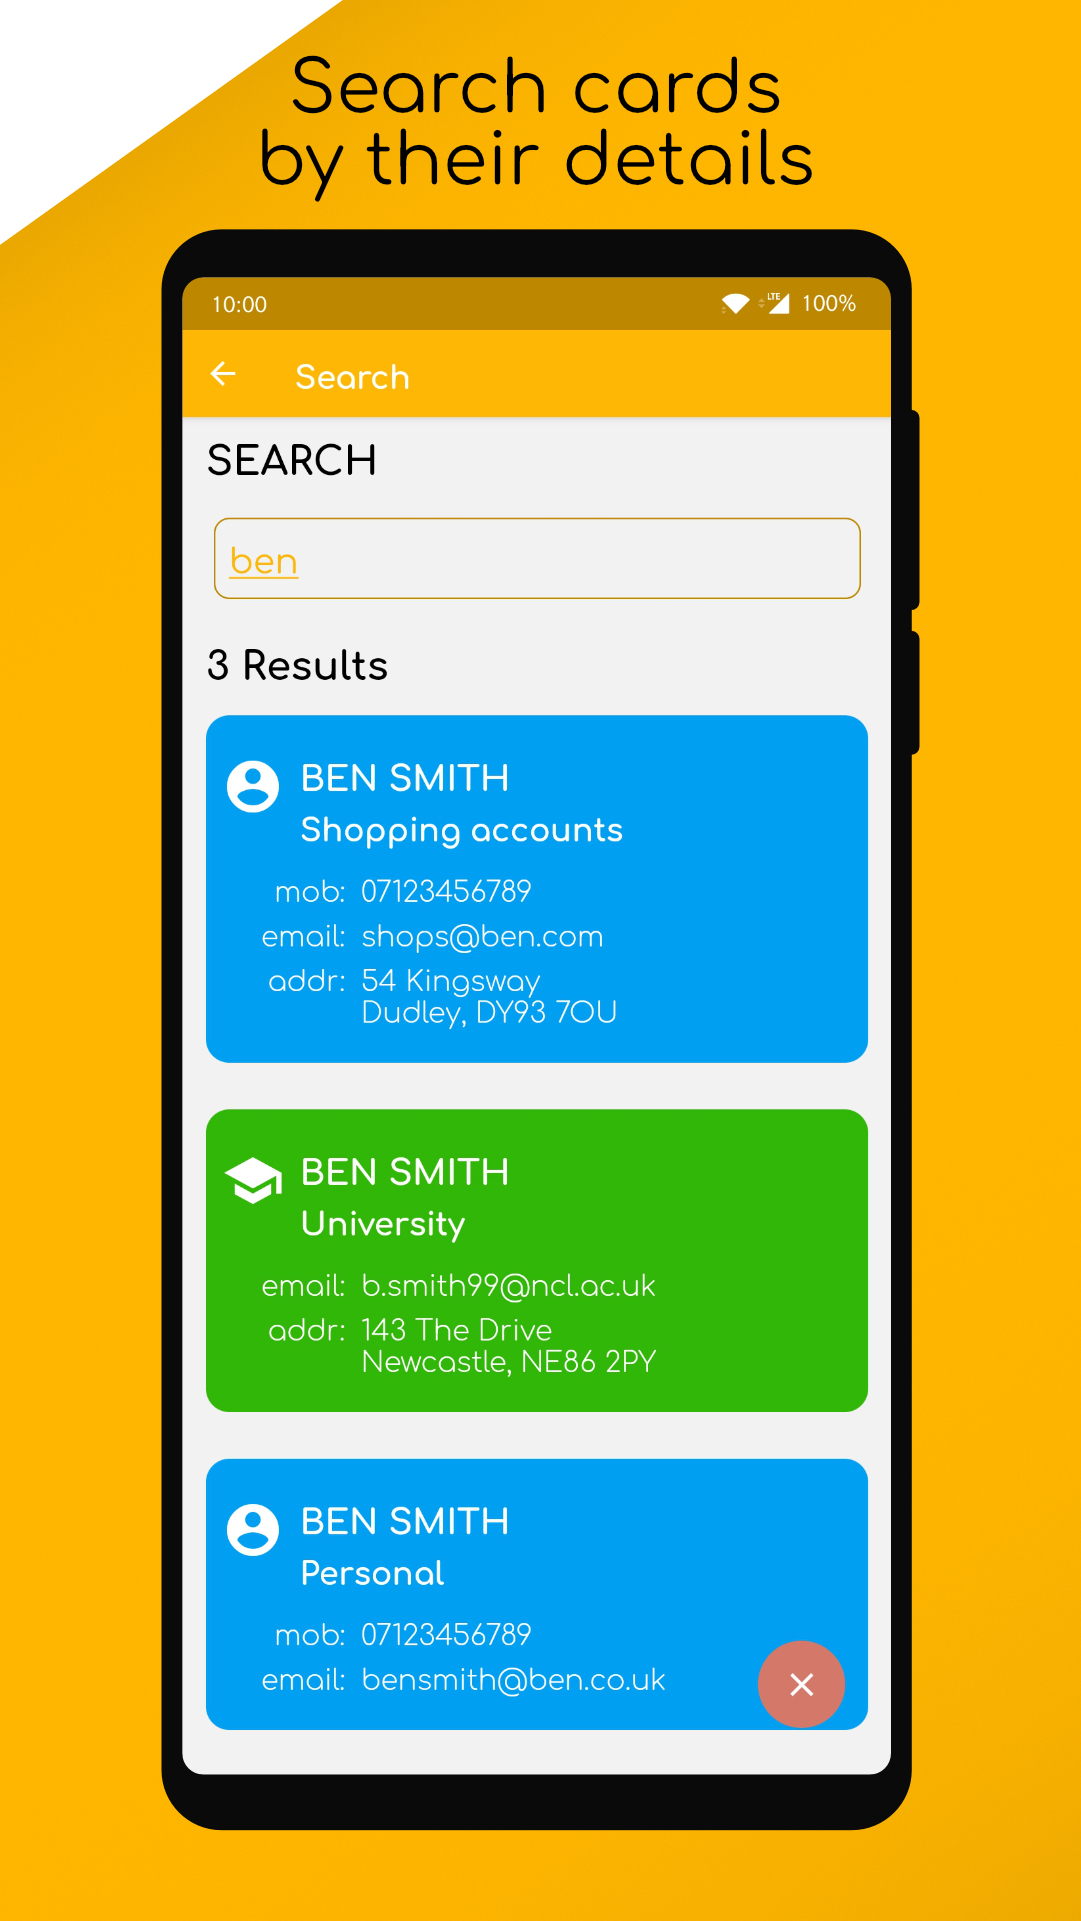 Search cards
by their details
10:00
LTE
100%
Search
SEARCH
ben
3 Results
BEN SMITH
Shopping accounts
mob: 07123456789
email: shops@ben.com
addr: 54 Kingsway
Dudley, DY93 7OU
BEN SMITH
University
email: b.smith99@ncl.ac.uk
addr: 143 The Drive
Newcastle, NE86 2PY
BEN SMITH
Personal
mob: 07123456789
email: bensmith@ben.co.uk